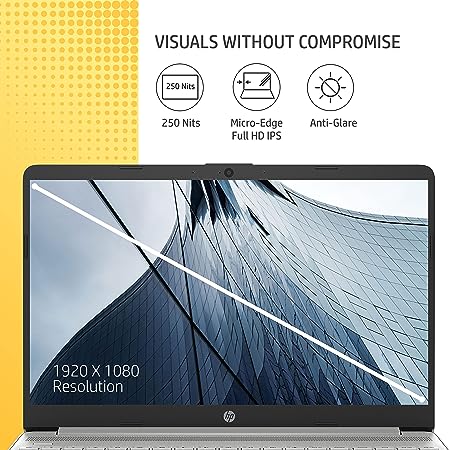 VISUALS WITHOUT COMPROMISE
250 Nits
250 Nits
Micro-Edge
Full HD IPS
Anti-Glare
1920 X 1080
Resolution
hp